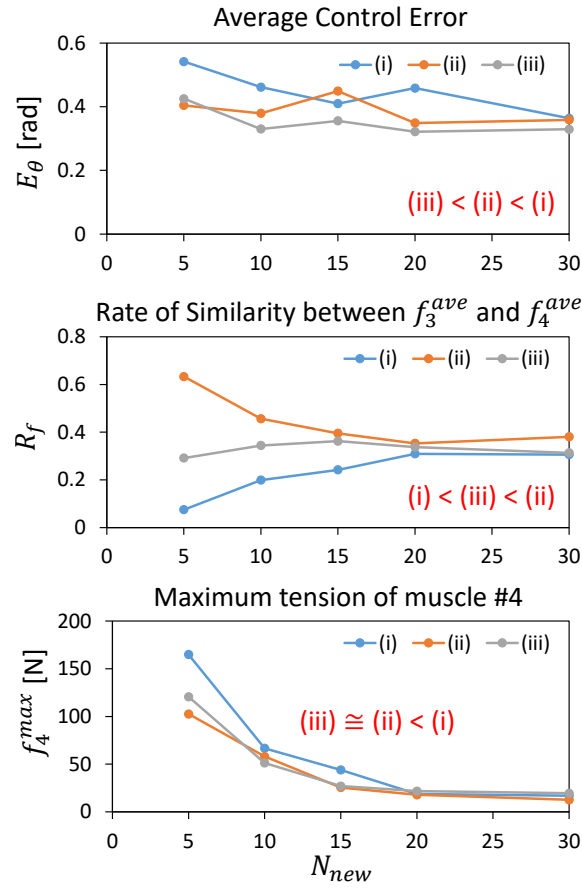 Average Control Error
0.6
0.4
0.2
0
E_θ [rad]
(i) (ii) (iii)
(iii) < (ii) < (i)
0 5 10 15 20 25 30
Rate of Similarity between f_3^{ave} and f_4^{ave}
0.8
0.6
0.4
0.2
0
R_f
(i) (ii) (iii)
(i) < (iii) < (ii)
0 5 10 15 20 25 30
Maximum tension of muscle #4
200
150
100
50
0
f_4^{max} [N]
(i) (ii) (iii)
(iii) ≅ (ii) < (i)
0 5 10 15 20 25 30
N_{new}